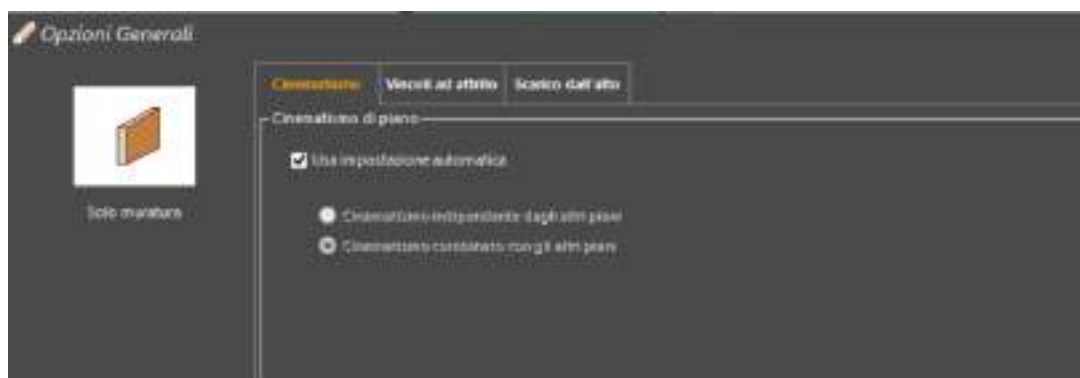 Opzioni Generali
Cinematismo
Vincoli ad attrito
Scarico dall'alto
Cinematismo di piano
Usa impostazione automatica
Solo muratura
Cinematismo indipendente dagli altri piani
Cinematismo combinato con gli altri piani